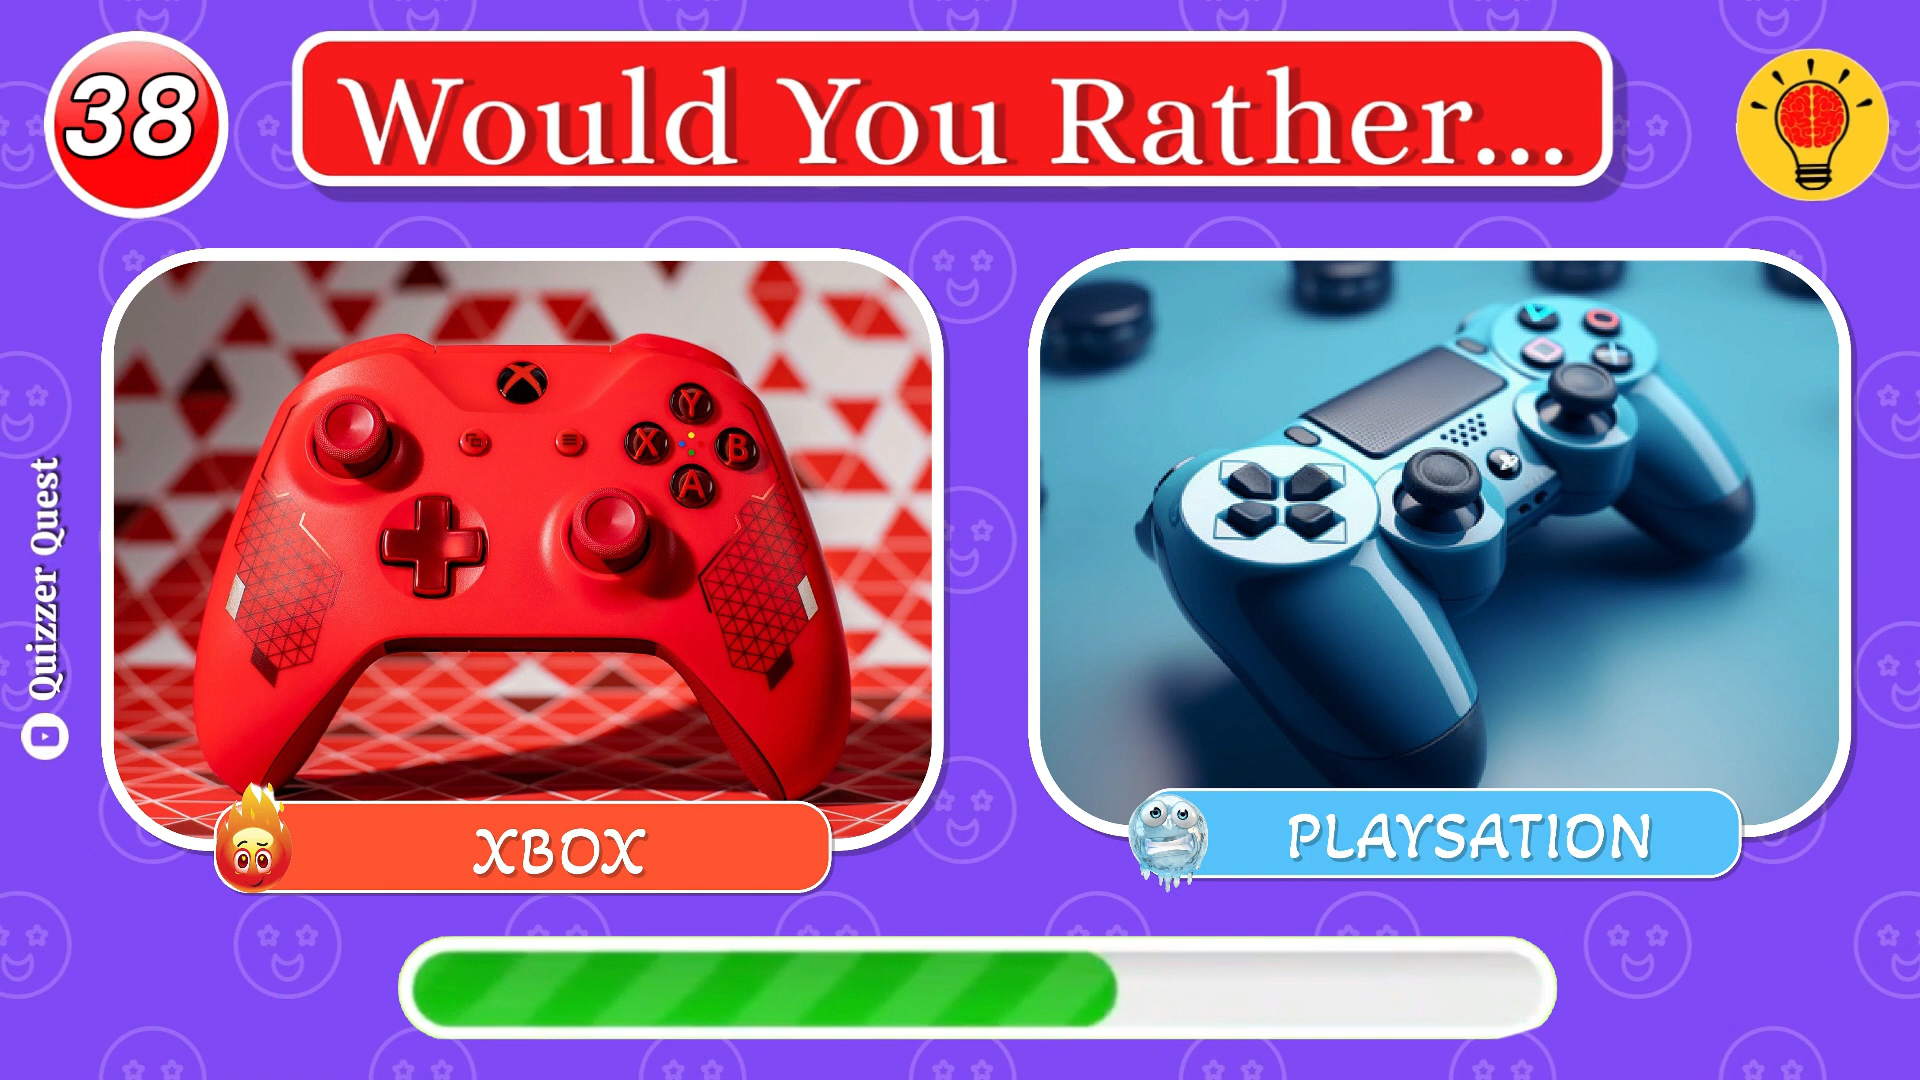 38
Would You Rather...
Y
X
B
A
XBOX
PLAYSATION
Quizzer Quest